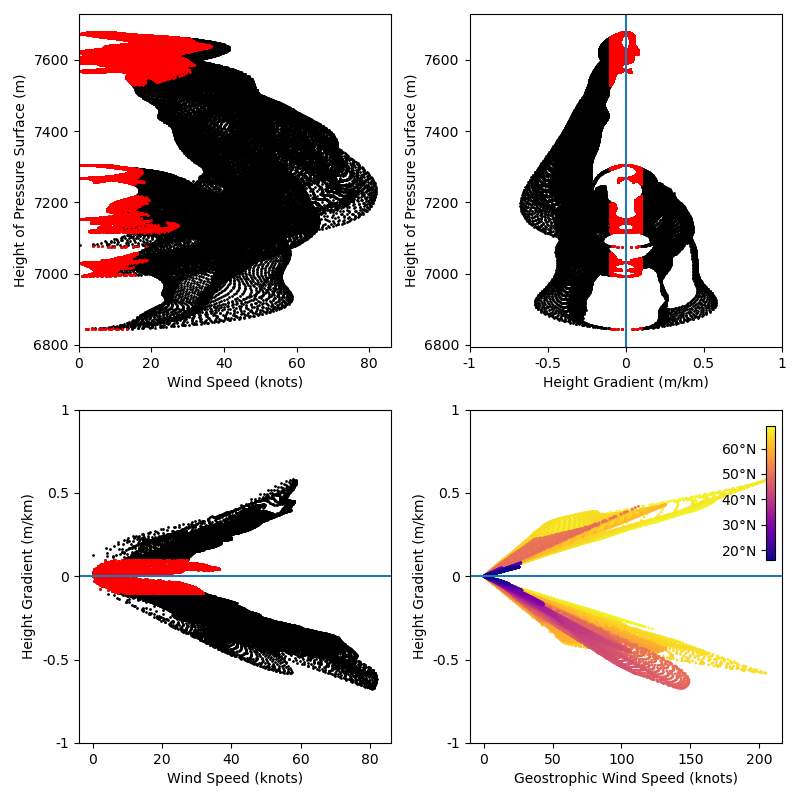 7600
7400
7200
7000
6800
Height of Pressure Surface (m)
0 20 40 60 80
Wind Speed (knots)
7600
7400
7200
7000
6800
Height of Pressure Surface (m)
-1 -0.5 0 0.5 1
Height Gradient (m/km)
1
0.5
0
-0.5
-1
Height Gradient (m/km)
0 20 40 60 80
Wind Speed (knots)
1
0.5
0
-0.5
-1
Height Gradient (m/km)
60°N
50°N
40°N
30°N
20°N
0 50 100 150 200
Geostrophic Wind Speed (knots)